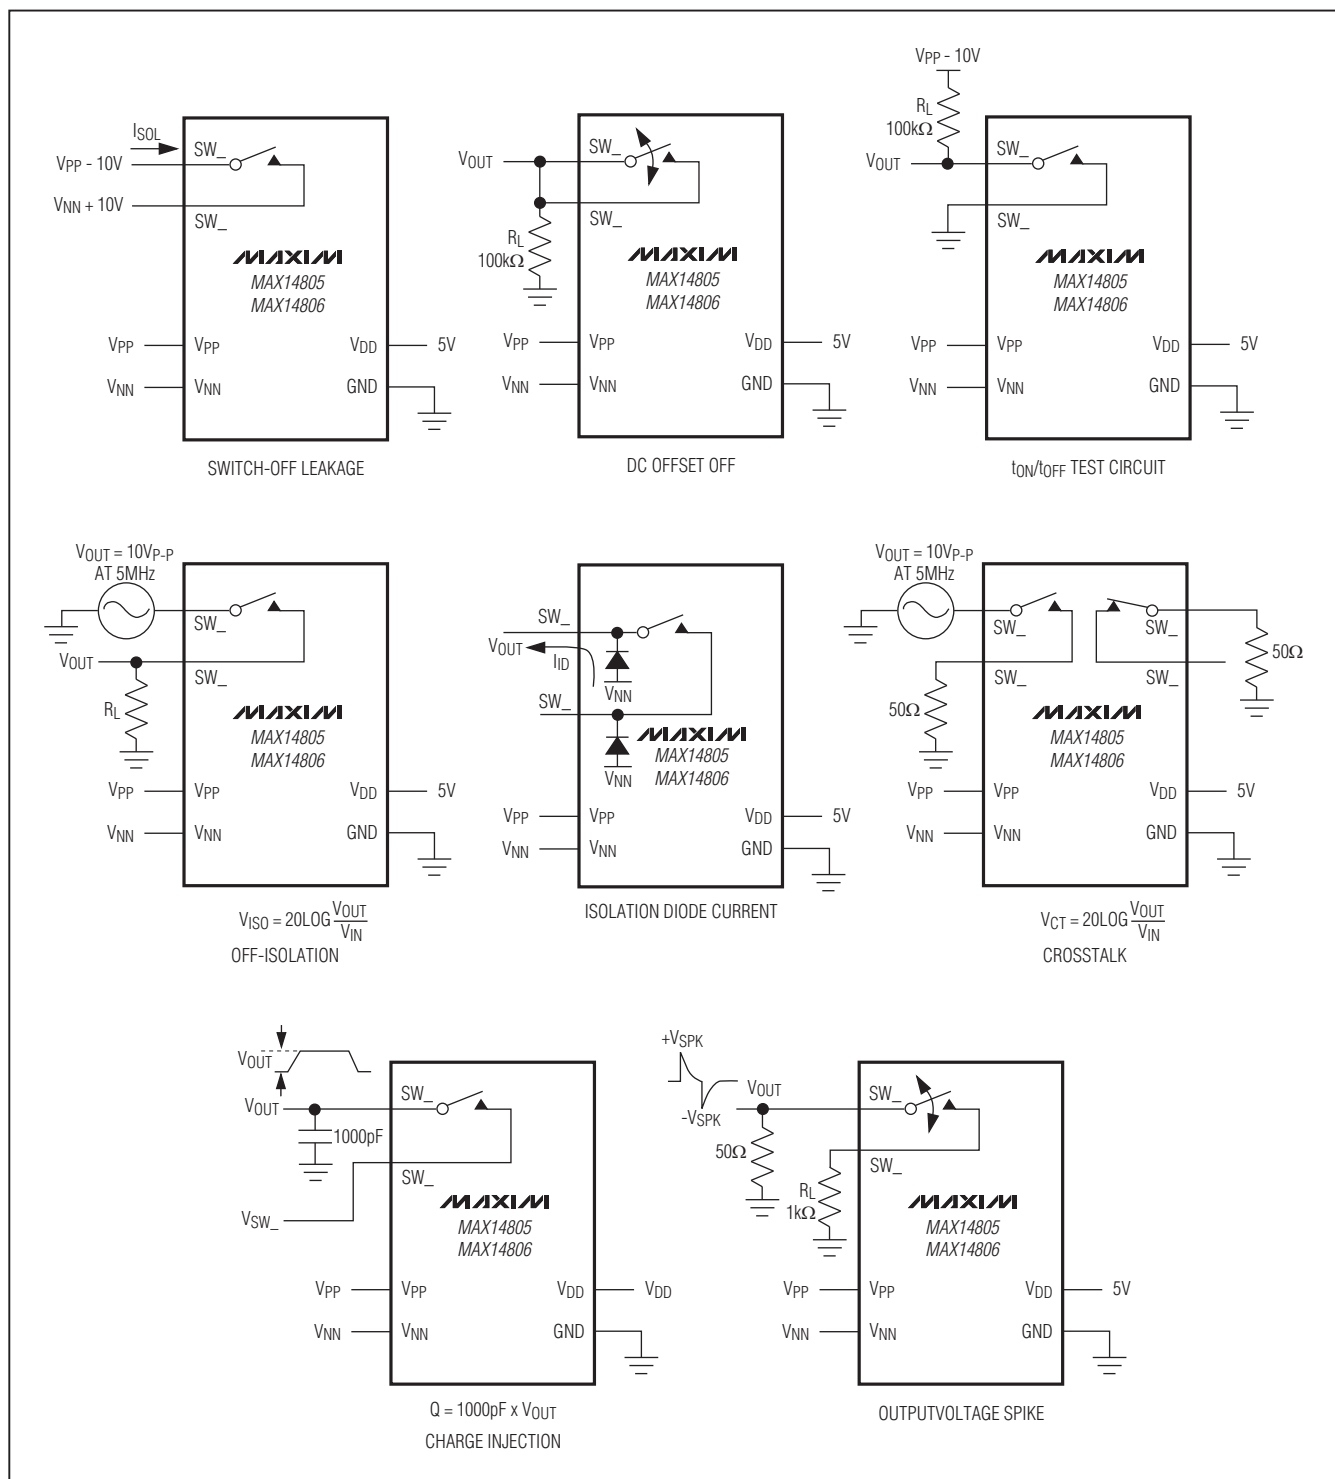 SWITCH-OFF LEAKAGE
ISOL
VPP - 10V
VNN + 10V
SW_
SW_
MAXIM
MAX14805
MAX14806
VPP
VPP
VDD
5V
VNN
VNN
GND
DC OFFSET OFF
VOUT
SW_
SW_
RL
100kΩ
MAXIM
MAX14805
MAX14806
VPP
VPP
VDD
5V
VNN
VNN
GND
tON/tOFF TEST CIRCUIT
VPP - 10V
RL
100kΩ
VOUT
SW_
SW_
MAXIM
MAX14805
MAX14806
VPP
VPP
VDD
5V
VNN
VNN
GND
VOUT = 10VP-P
AT 5MHz
SW_
VOUT
SW_
RL
MAXIM
MAX14805
MAX14806
VPP
VPP
VDD
5V
VNN
VNN
GND
VISO = 20LOG VOUT
VIN
OFF-ISOLATION
SW_
VOUT
IID
VNN
SW_
VNN
MAXIM
MAX14805
MAX14806
VPP
VPP
VDD
5V
VNN
VNN
GND
ISOLATION DIODE CURRENT
VOUT = 10VP-P
AT 5MHz
SW_
SW_
SW_
SW_
50Ω
50Ω
MAXIM
MAX14805
MAX14806
VPP
VPP
VDD
5V
VNN
VNN
GND
VCT = 20LOG VOUT
VIN
CROSSTALK
VOUT
VOUT
SW_
1000pF
SW_
VSW_
MAXIM
MAX14805
MAX14806
VPP
VPP
VDD
VDD
VNN
VNN
GND
Q = 1000pF x VOUT
CHARGE INJECTION
+VSPK
-VSPK
VOUT
SW_
50Ω
SW_
RL
1kΩ
MAXIM
MAX14805
MAX14806
VPP
VPP
VDD
5V
VNN
VNN
GND
OUTPUTVOLTAGE SPIKE